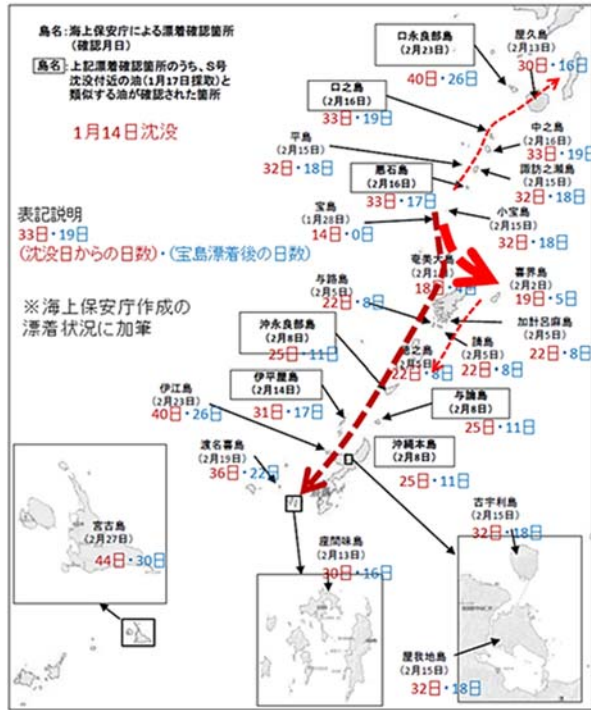 島名:海上保安庁による漂着確認箇所
(確認月日)
島名:上記漂着確認箇所のうち、S号
沈没付近の油(1月17日採取)と
類似する油が確認された箇所
1月14日沈没
口永良部島
(2月23日)
40日・26日
屋久島
(2月13日)
30日・16日
口之島
(2月16日)
33日・19日
中之島
(2月16日)
33日・19日
平島
(2月15日)
32日・18日
諏訪之瀬島
(2月15日)
32日・18日
悪石島
(2月16日)
33日・17日
宝島
(1月28日)
14日・0日
小宝島
(2月15日)
32日・18日
表記説明
33日・19日
(沈没日からの日数)・(宝島漂着後の日数)
※海上保安庁作成の
漂着状況に加筆
奄美大島
18日・4日
喜界島
(2月2日)
19日・5日
与路島
(2月5日)
22日・8日
加計呂麻島
(2月5日)
22日・8日
請島
(2月5日)
22日・8日
徳之島
(2月5日)
22日・8日
沖永良部島
(2月8日)
25日・11日
伊平屋島
(2月14日)
31日・17日
与論島
(2月8日)
25日・11日
伊江島
(2月23日)
40日・26日
渡名喜島
(2月19日)
36日・22日
沖縄本島
(2月8日)
25日・11日
古宇利島
(2月15日)
32日・18日
宮古島
(2月27日)
44日・30日
座間味島
(2月13日)
30日・16日
屋我地島
(2月15日)
32日・18日